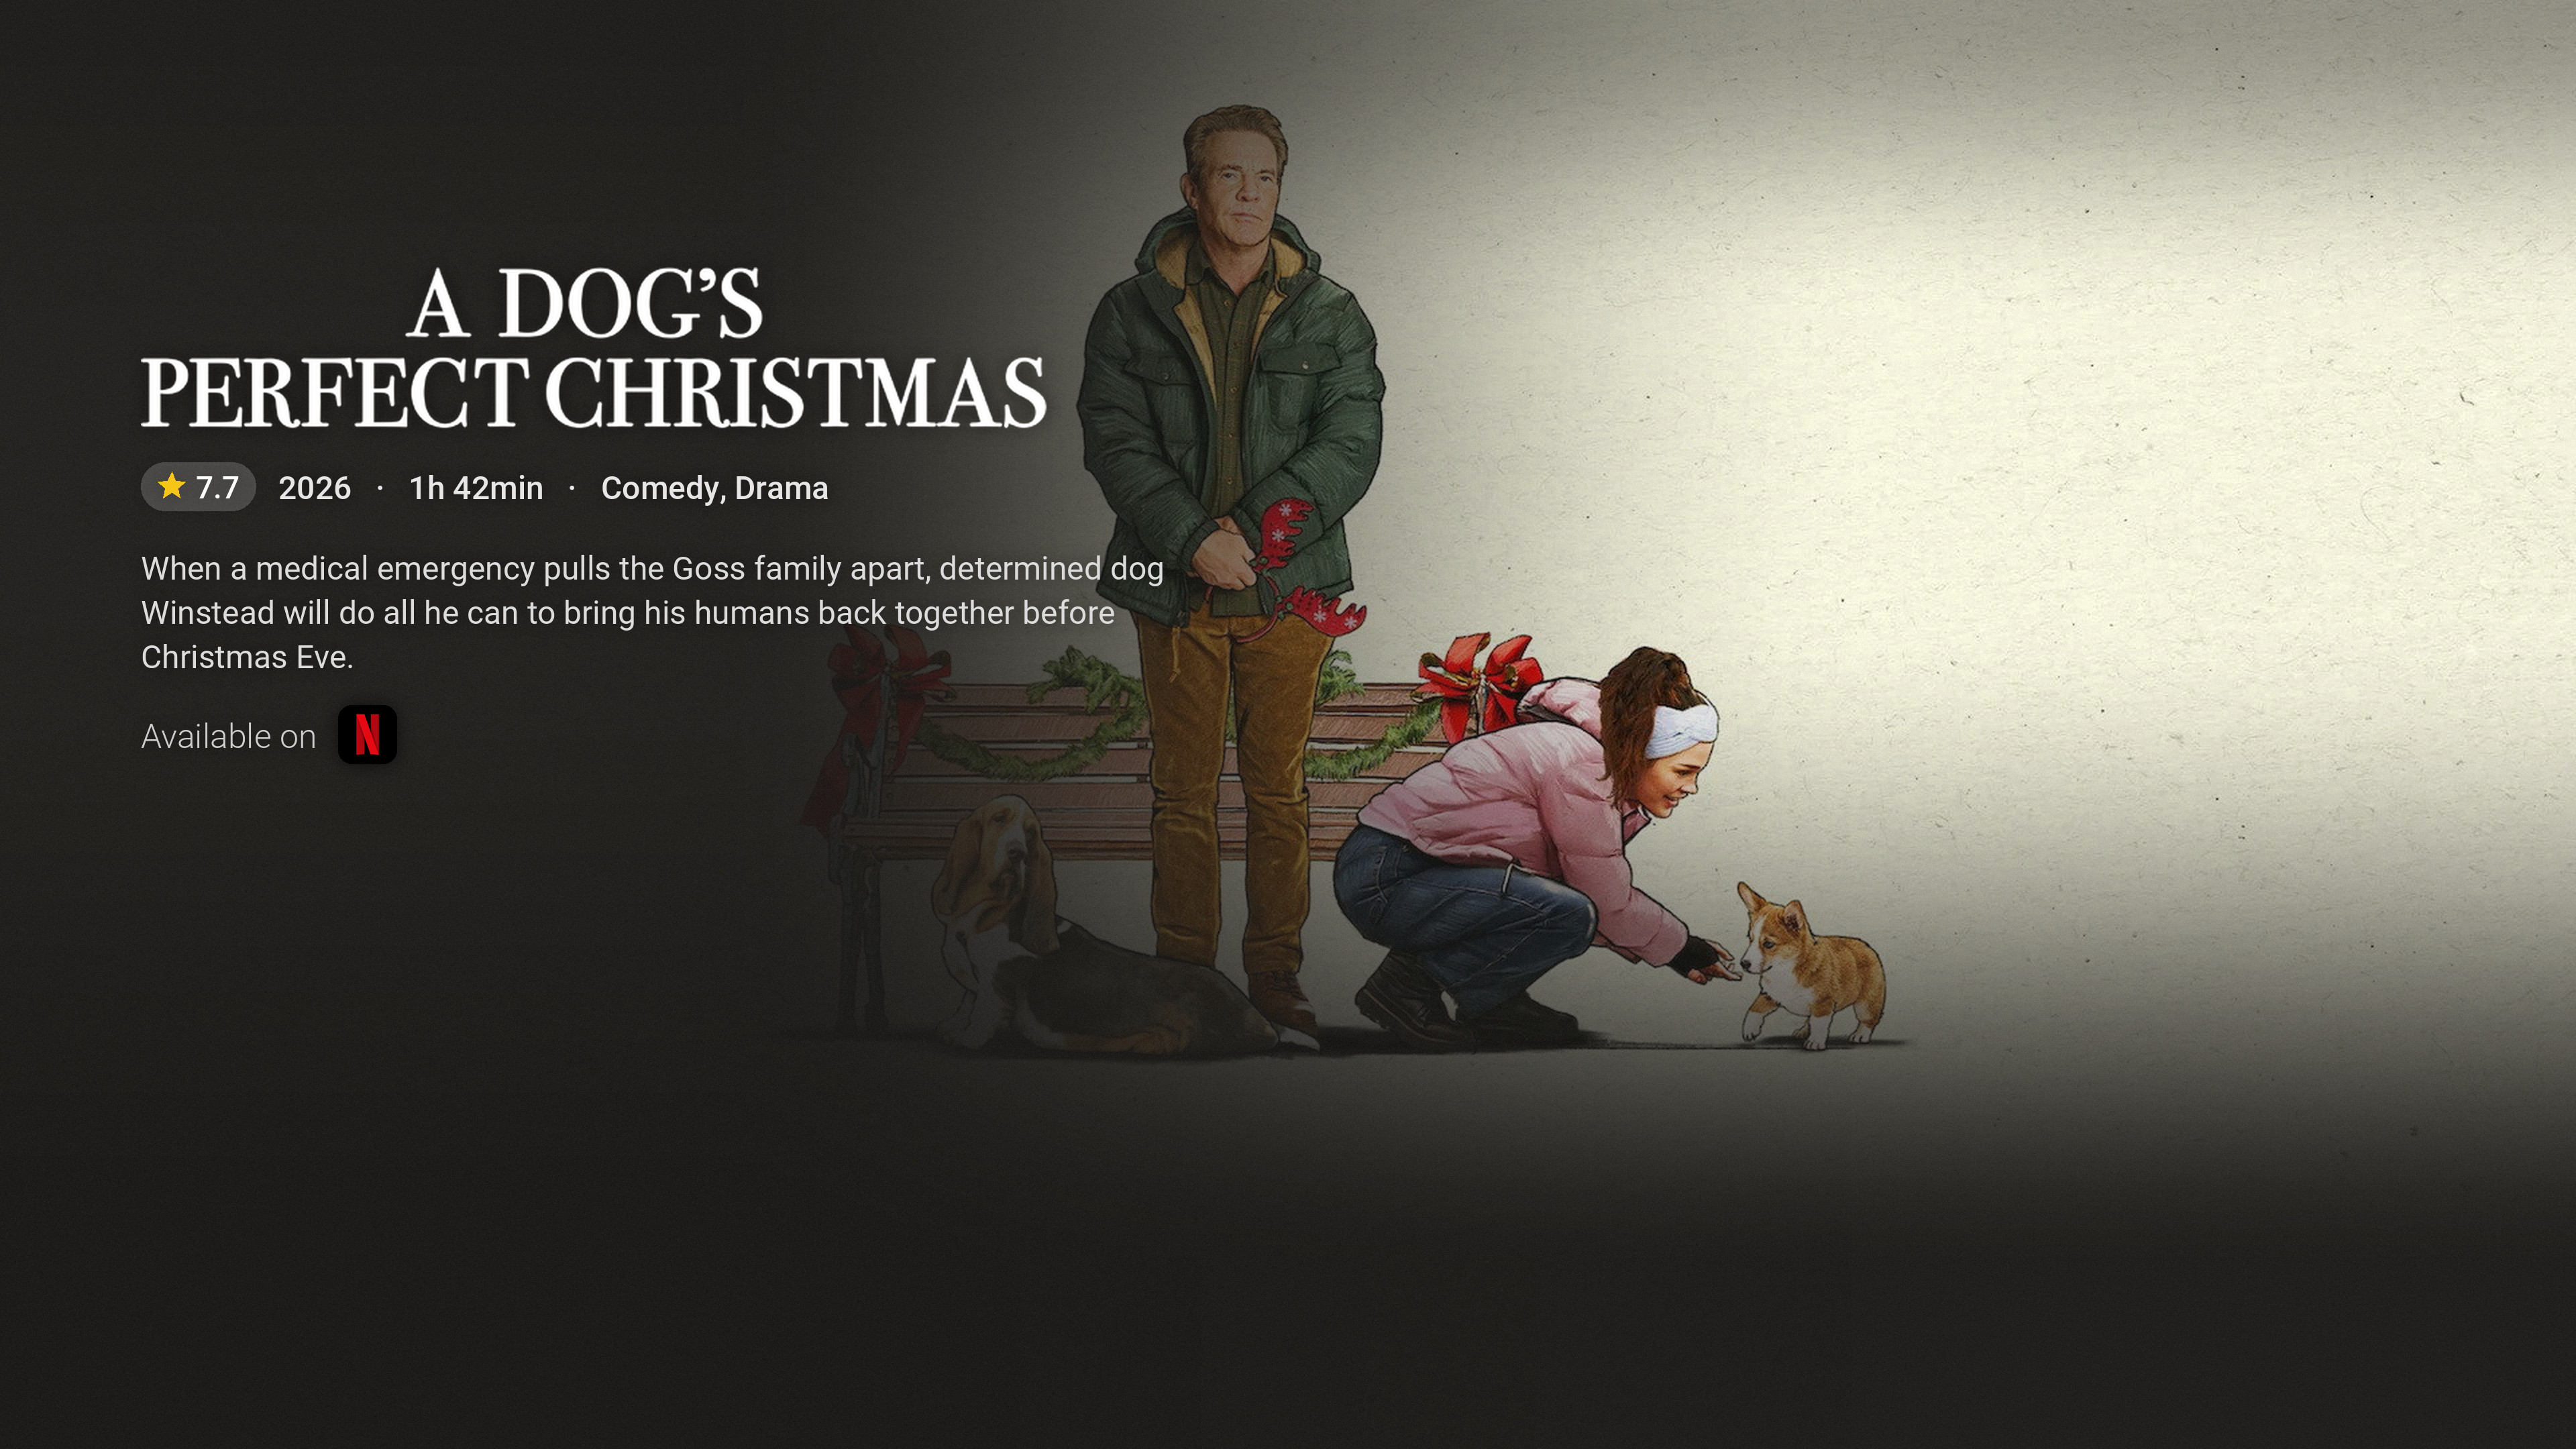 A DOG'S
PERFECT CHRISTMAS
7.7 2026 · 1h 42min · Comedy, Drama
When a medical emergency pulls the Goss family apart, determined dog
Winstead will do all he can to bring his humans back together before
Christmas Eve.
Available on N